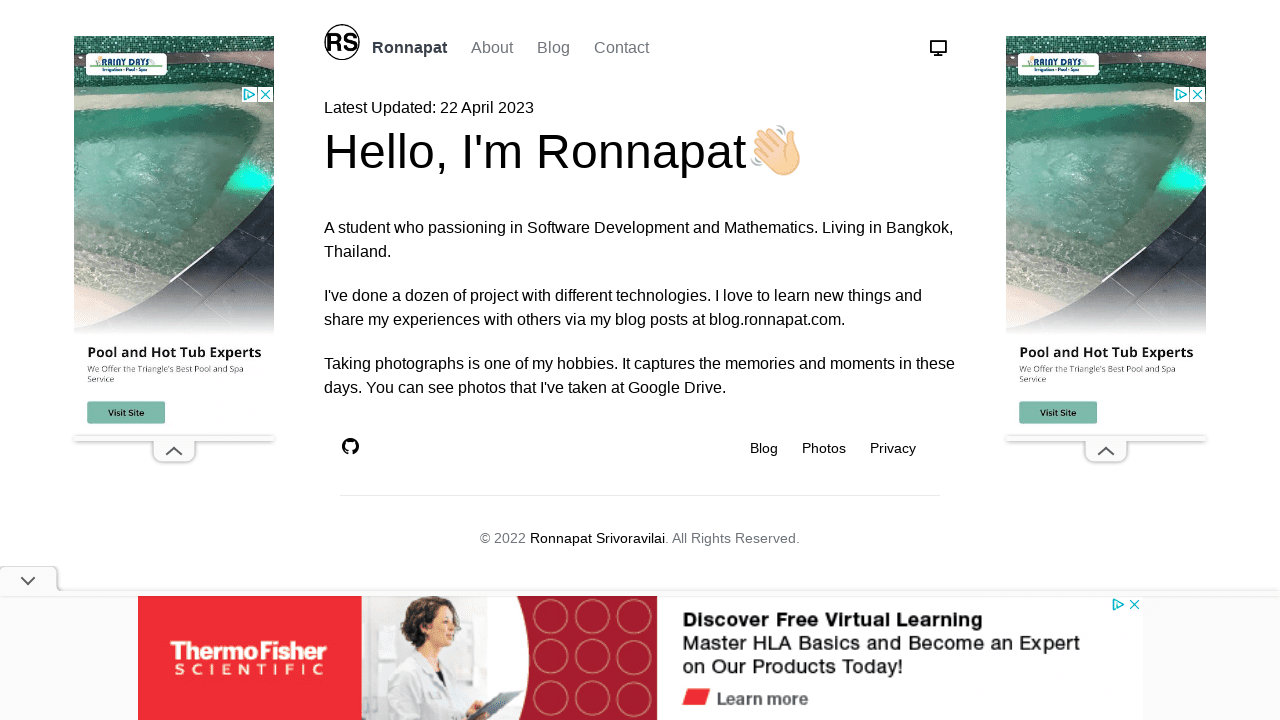 RS
Ronnapat About Blog Contact
Latest Updated: 22 April 2023
Hello, I'm Ronnapat
A student who passioning in Software Development and Mathematics. Living in Bangkok,
Thailand.
I've done a dozen of project with different technologies. I love to learn new things and
share my experiences with others via my blog posts at blog.ronnapat.com.
Taking photographs is one of my hobbies. It captures the memories and moments in these
days. You can see photos that I've taken at Google Drive.
Blog Photos Privacy
© 2022 Ronnapat Srivoravilai. All Rights Reserved.
RAINY DAYS
Irrigation • Pool • Spa
Pool and Hot Tub Experts
We Offer the Triangle's Best Pool and Spa
Service
Visit Site
RAINY DAYS
Irrigation • Pool • Spa
Pool and Hot Tub Experts
We Offer the Triangle's Best Pool and Spa
Service
Visit Site
ThermoFisher
SCIENTIFIC
Discover Free Virtual Learning
Master HLA Basics and Become an Expert
on Our Products Today!
Learn more